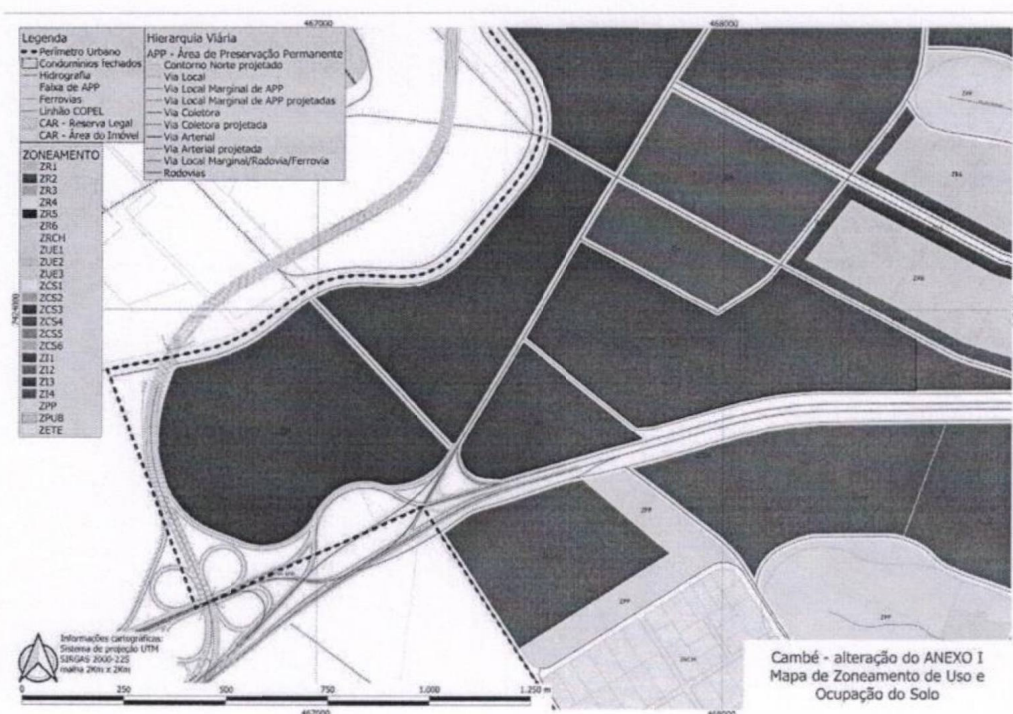 467000
468000
Legenda
Perímetro Urbano
Condomínios fechados
Hidrografia
Faixa de APP
Ferrovias
Linhão COPEL
CAR - Reserva Legal
CAR - Área do Imóvel
Hierarquia Viária
APP - Área de Preservação Permanente
Contorno Norte projetado
Via Local
Via Local Marginal de APP
Via Local Marginal de APP projetadas
Via Coletora
Via Coletora projetada
Via Arterial
Via Arterial projetada
Via Local Marginal/Rodovia/Ferrovia
Rodovias
ZONEAMENTO
ZR1
ZR2
ZR3
ZR4
ZR5
ZR6
ZRCH
ZUE1
ZUE2
ZUE3
ZCS1
ZCS2
ZCS3
ZCS4
ZCS5
ZCS6
ZI1
ZI2
ZI3
ZI4
ZPP
ZPUB
ZETE
7424000
ZPP
ZPP
ZPP
ZPP
ZRCH
Informações cartográficas:
Sistema de projeção UTM
SIRGAS 2000-22S
malha 2Km x 2Km
0 250 500 750 1.000 1.250 m
467000
468000
Cambé - alteração do ANEXO I
Mapa de Zoneamento de Uso e
Ocupação do Solo